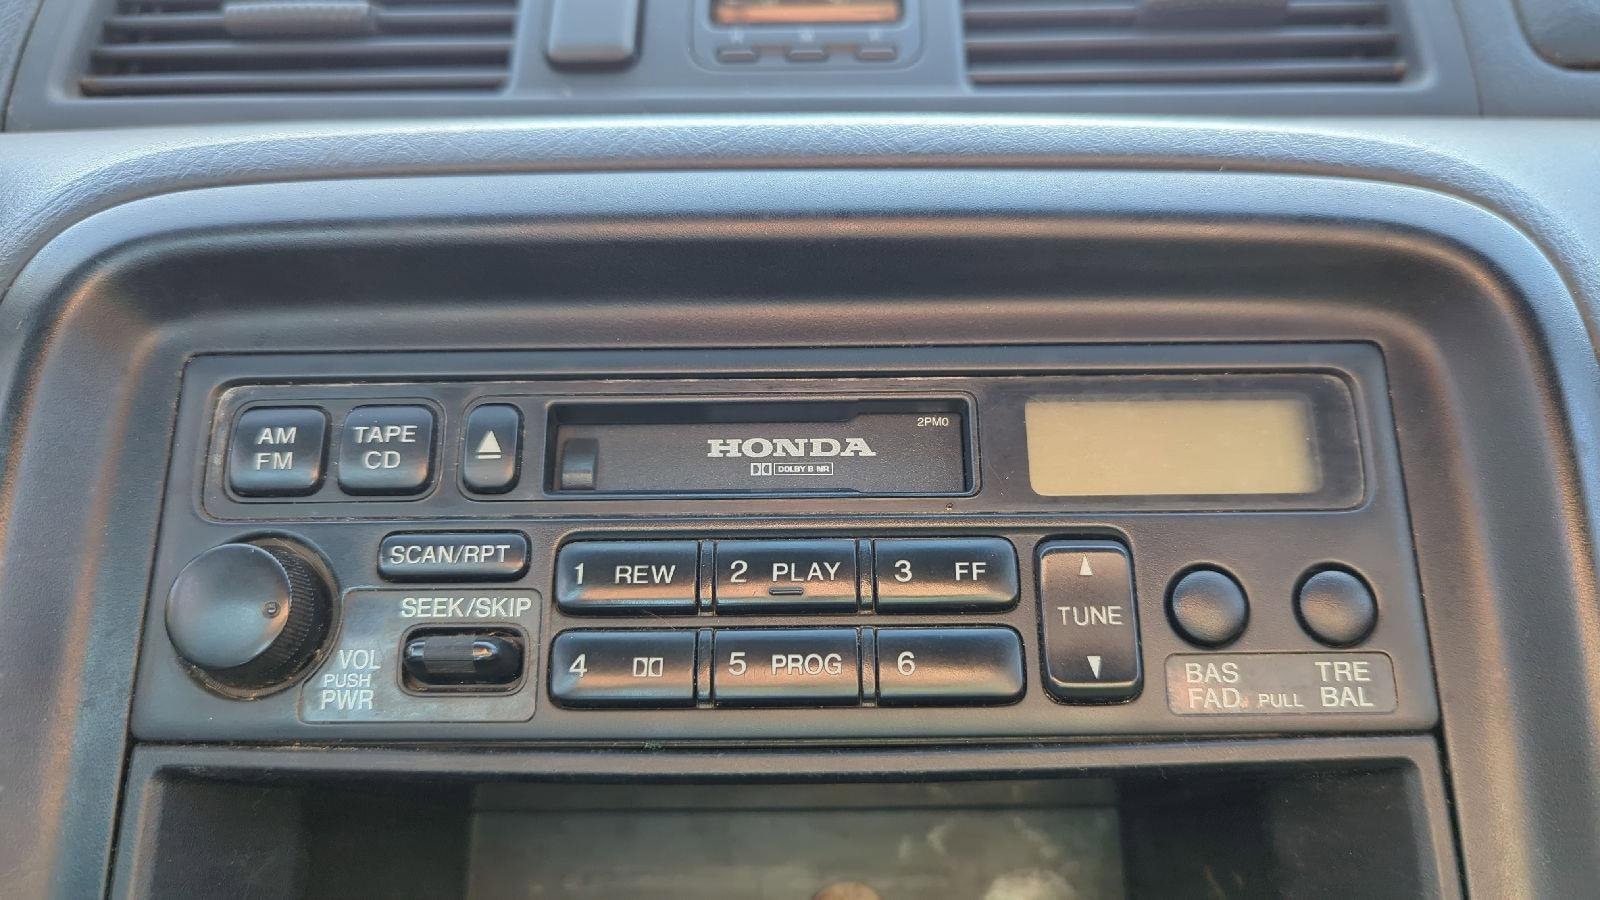 AM
FM
TAPE
CD
2PM0
HONDA
DOLBY B NR
SCAN/RPT
SEEK/SKIP
VOL
PUSH
PWR
1 REW
2 PLAY
3 FF
4
5 PROG
6
TUNE
BAS
FAD
PULL
TRE
BAL